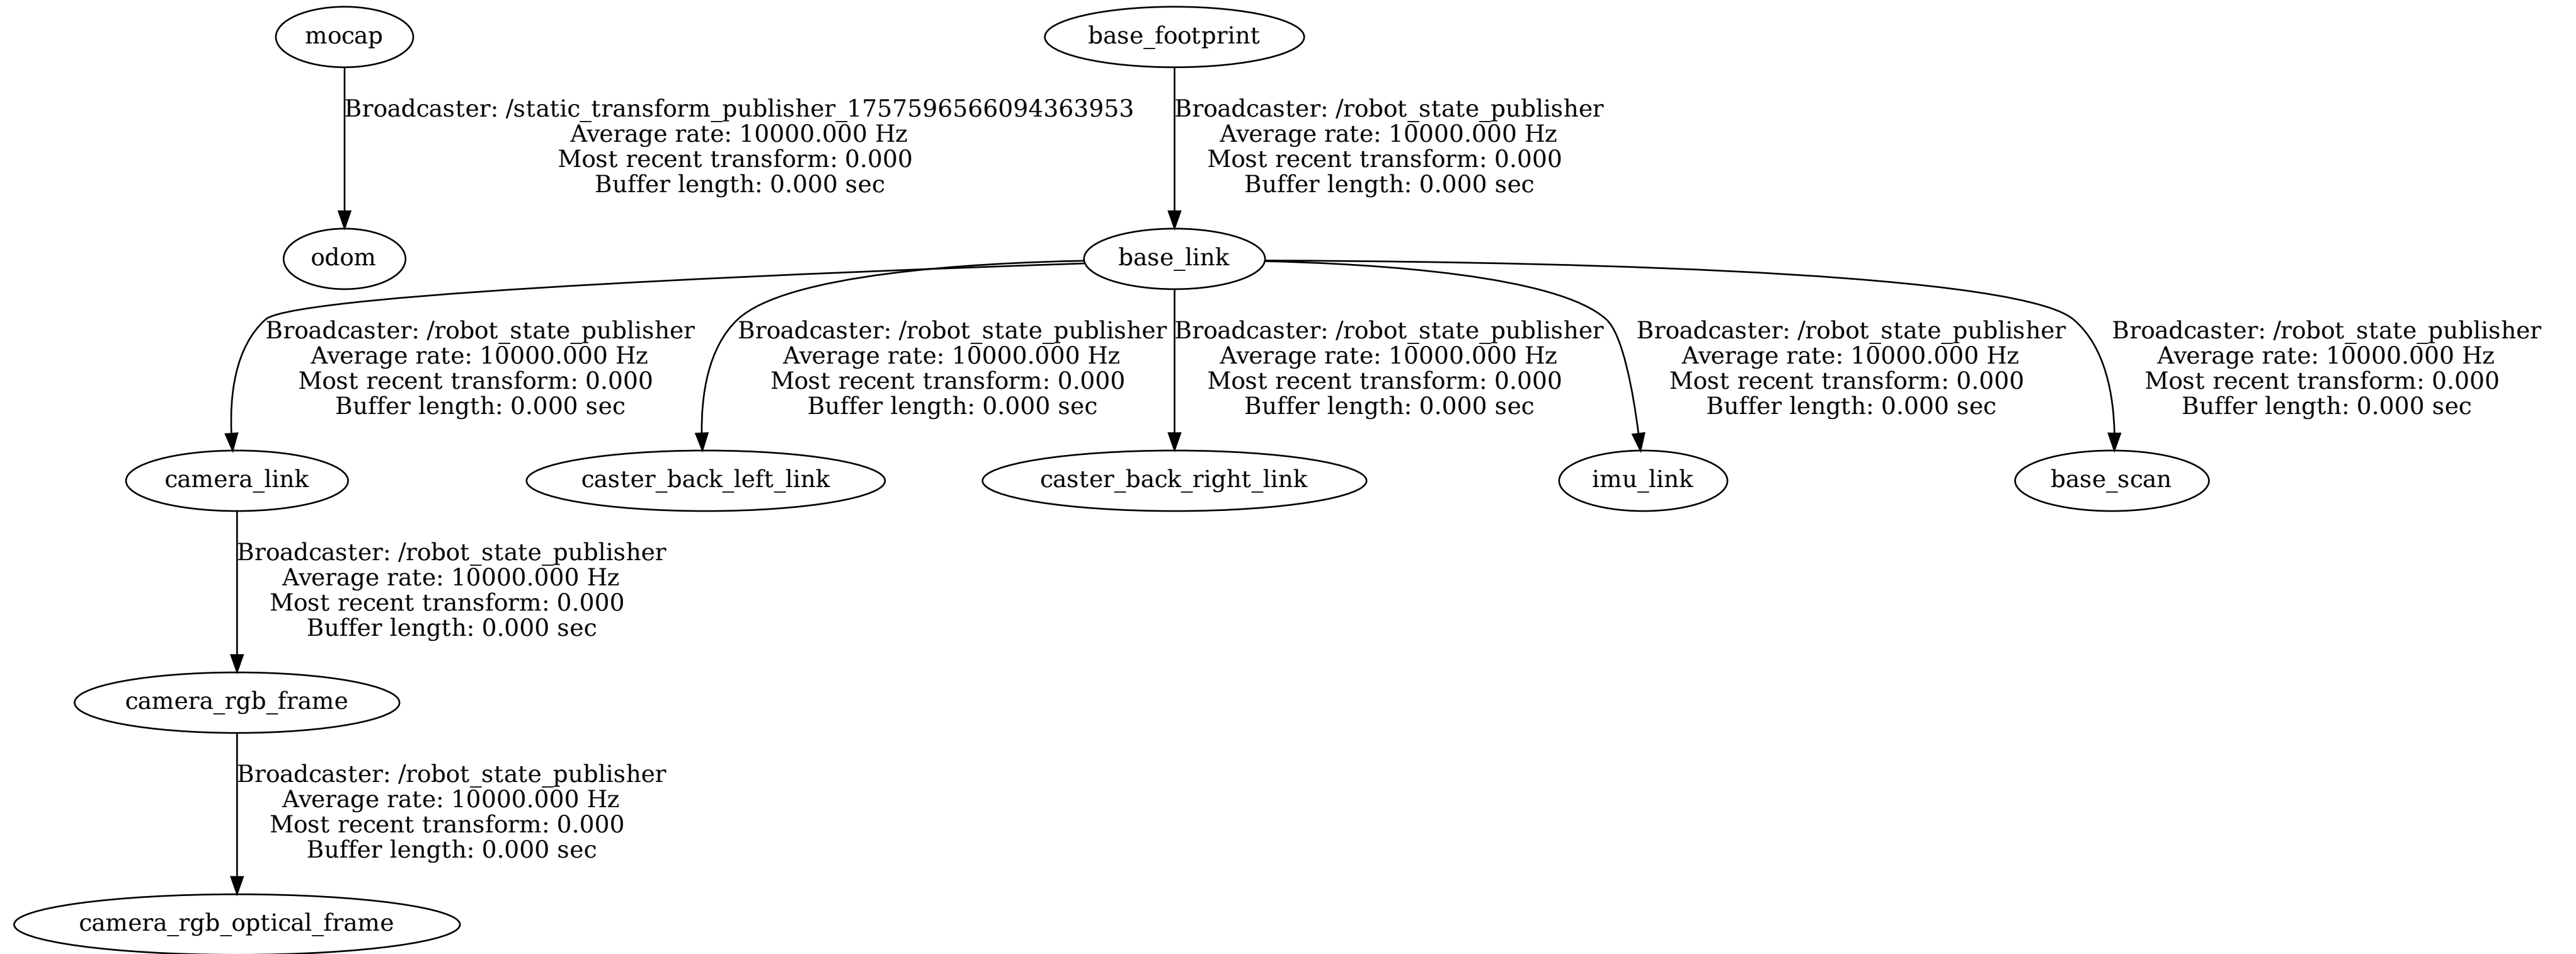 mocap
base_footprint
Broadcaster: /static_transform_publisher_1757596566094363953
Average rate: 10000.000 Hz
Most recent transform: 0.000
Buffer length: 0.000 sec
Broadcaster: /robot_state_publisher
Average rate: 10000.000 Hz
Most recent transform: 0.000
Buffer length: 0.000 sec
odom
base_link
Broadcaster: /robot_state_publisher
Average rate: 10000.000 Hz
Most recent transform: 0.000
Buffer length: 0.000 sec
Broadcaster: /robot_state_publisher
Average rate: 10000.000 Hz
Most recent transform: 0.000
Buffer length: 0.000 sec
Broadcaster: /robot_state_publisher
Average rate: 10000.000 Hz
Most recent transform: 0.000
Buffer length: 0.000 sec
Broadcaster: /robot_state_publisher
Average rate: 10000.000 Hz
Most recent transform: 0.000
Buffer length: 0.000 sec
Broadcaster: /robot_state_publisher
Average rate: 10000.000 Hz
Most recent transform: 0.000
Buffer length: 0.000 sec
camera_link
caster_back_left_link
caster_back_right_link
imu_link
base_scan
Broadcaster: /robot_state_publisher
Average rate: 10000.000 Hz
Most recent transform: 0.000
Buffer length: 0.000 sec
camera_rgb_frame
Broadcaster: /robot_state_publisher
Average rate: 10000.000 Hz
Most recent transform: 0.000
Buffer length: 0.000 sec
camera_rgb_optical_frame